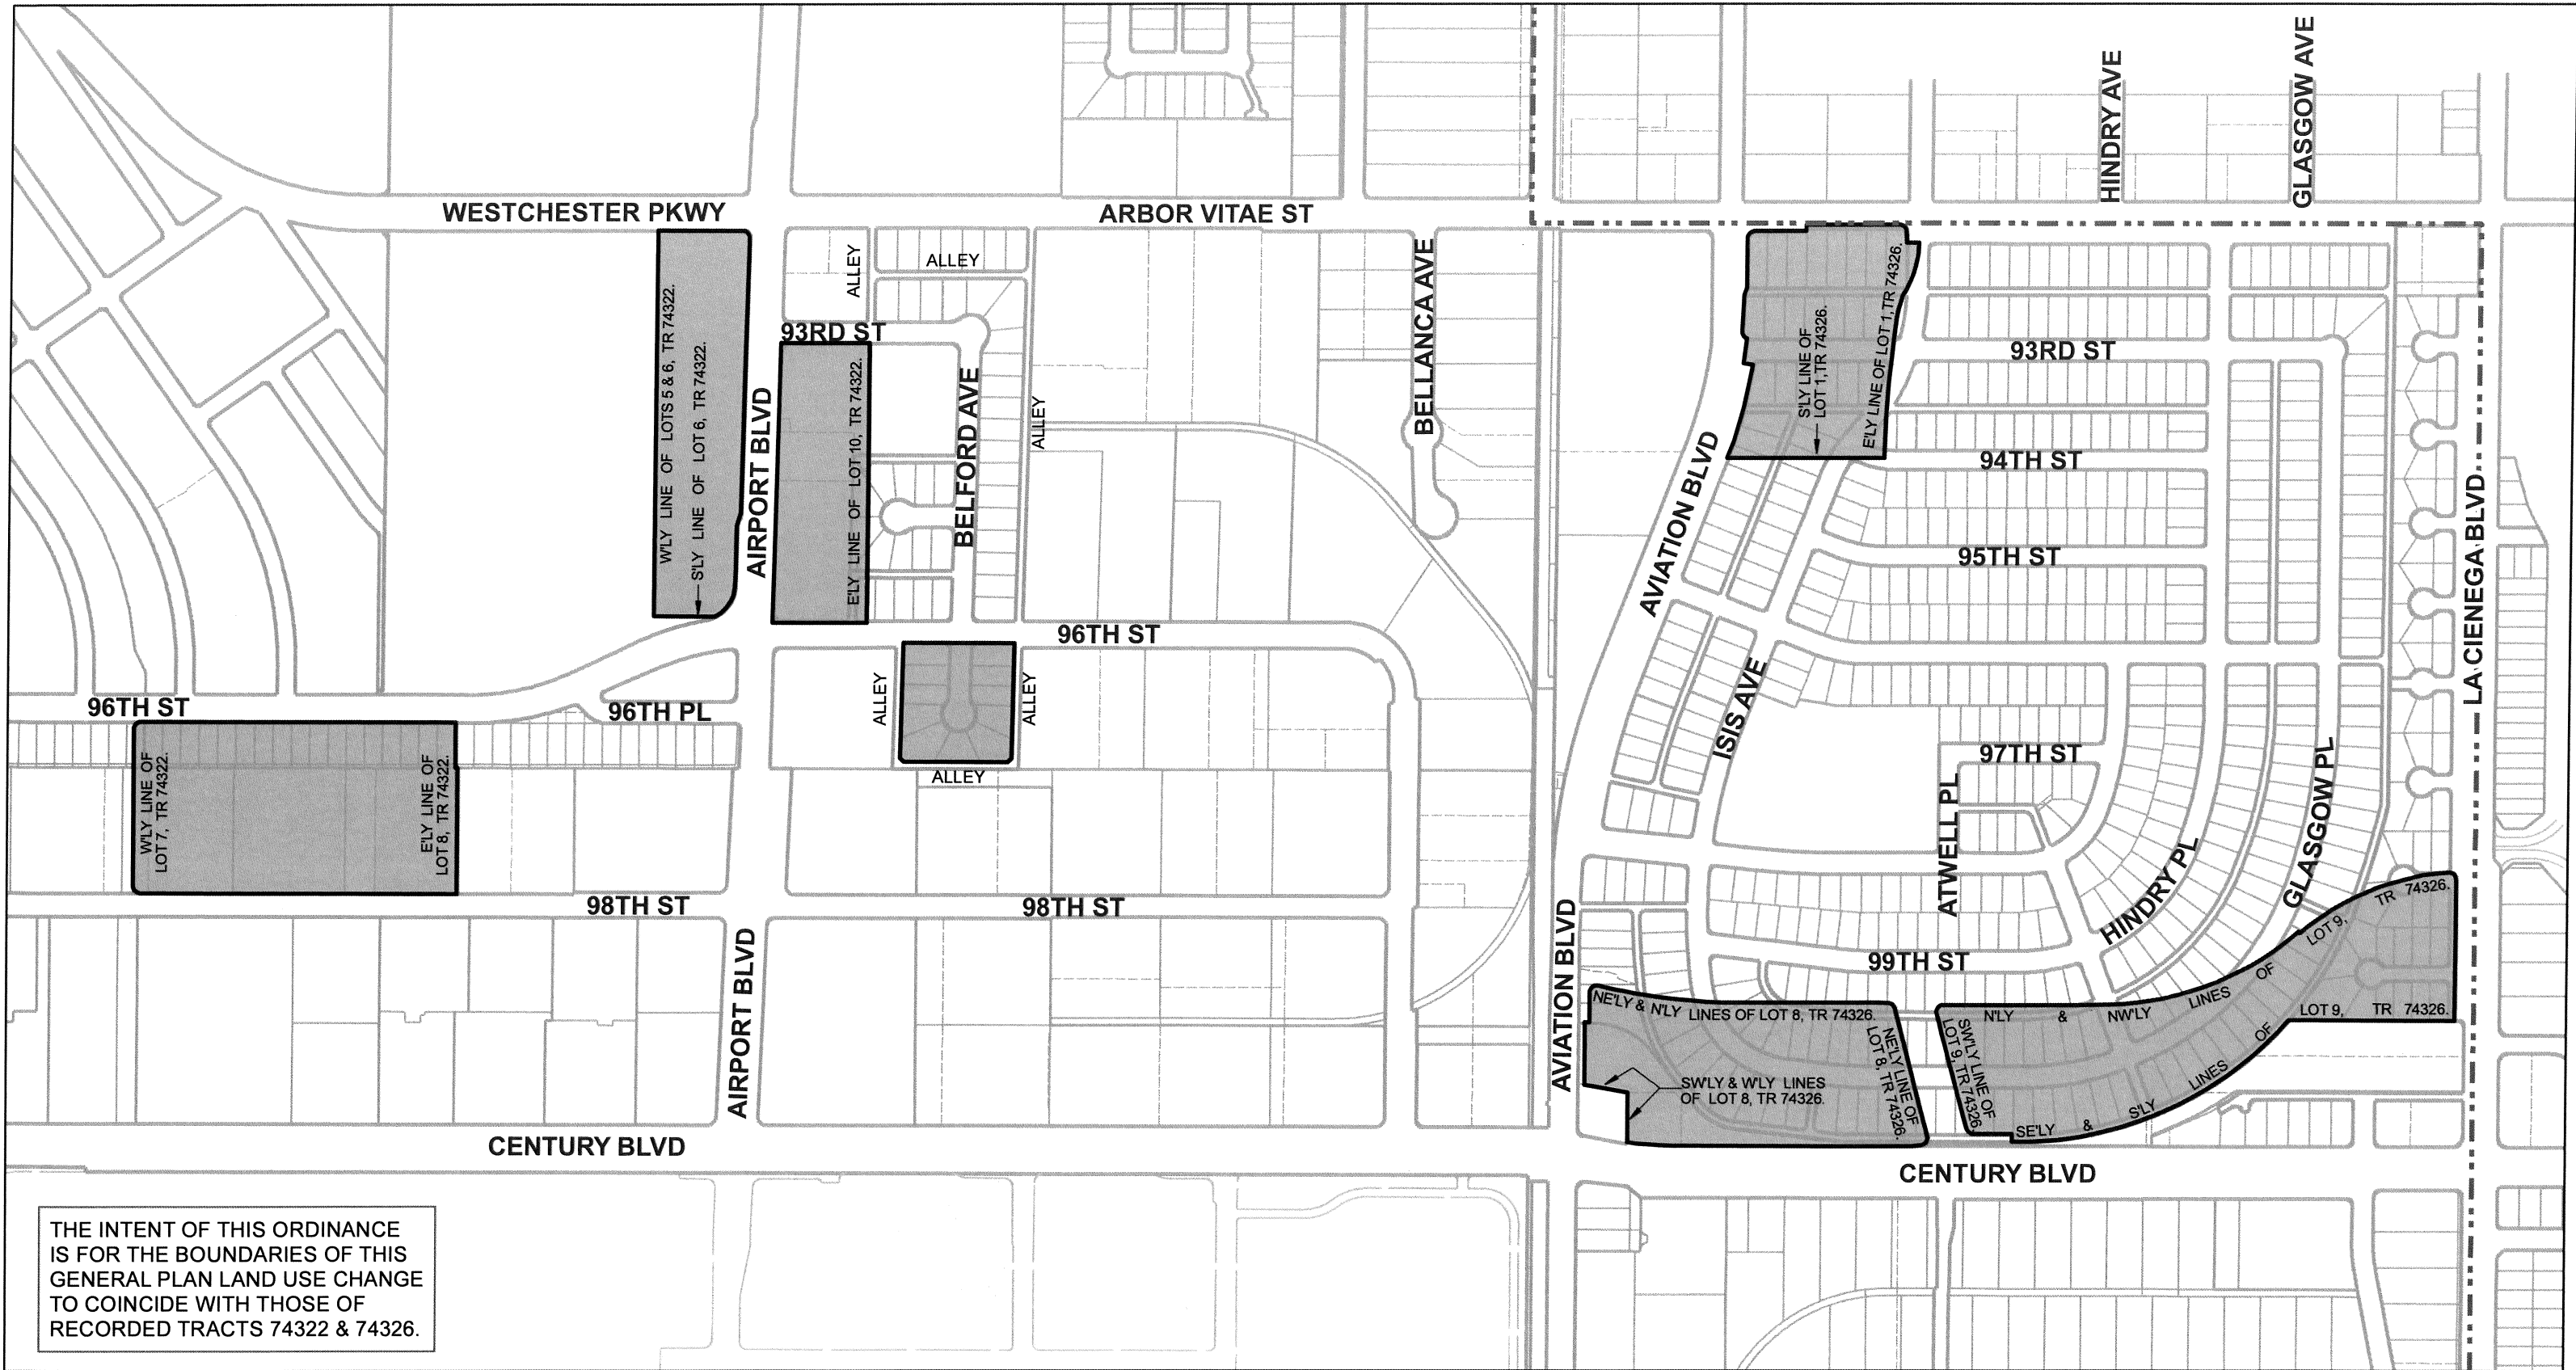 HINDRY AVE
GLASGOW AVE
WESTCHESTER PKWY
ARBOR VITAE ST
ALLEY
ALLEY
BELLANCA AVE
W'LY LINE OF LOTS 5 & 6, TR 74322.
S'LY LINE OF LOT 6, TR 74322.
AIRPORT BLVD
93RD ST
E'LY LINE OF LOT 10, TR 74322.
BELFORD AVE
ALLEY
S'LY LINE OF
LOT 1, TR 74326.
E'LY LINE OF LOT 1, TR 74326.
93RD ST
94TH ST
AVIATION BLVD
95TH ST
LA CIENEGA BLVD
96TH ST
96TH ST
96TH PL
ALLEY
ALLEY
ALLEY
ISIS AVE
97TH ST
ATWELL PL
HINDRY PL
GLASGOW PL
W'LY LINE OF
LOT 7, TR 74322.
E'LY LINE OF
LOT 8, TR 74322.
98TH ST
98TH ST
AIRPORT BLVD
AVIATION BLVD
99TH ST
NE'LY & N'LY LINES OF LOT 8, TR 74326.
NE'LY LINE OF
LOT 8, TR 74326.
SW'LY & W'LY LINES
OF LOT 8, TR 74326.
N'LY & NW'LY LINES OF LOT 9, TR 74326.
SW'LY LINE OF
LOT 9, TR 74326.
SE'LY & S'LY LINES OF LOT 9, TR 74326.
CENTURY BLVD
CENTURY BLVD
THE INTENT OF THIS ORDINANCE
IS FOR THE BOUNDARIES OF THIS
GENERAL PLAN LAND USE CHANGE
TO COINCIDE WITH THOSE OF
RECORDED TRACTS 74322 & 74326.